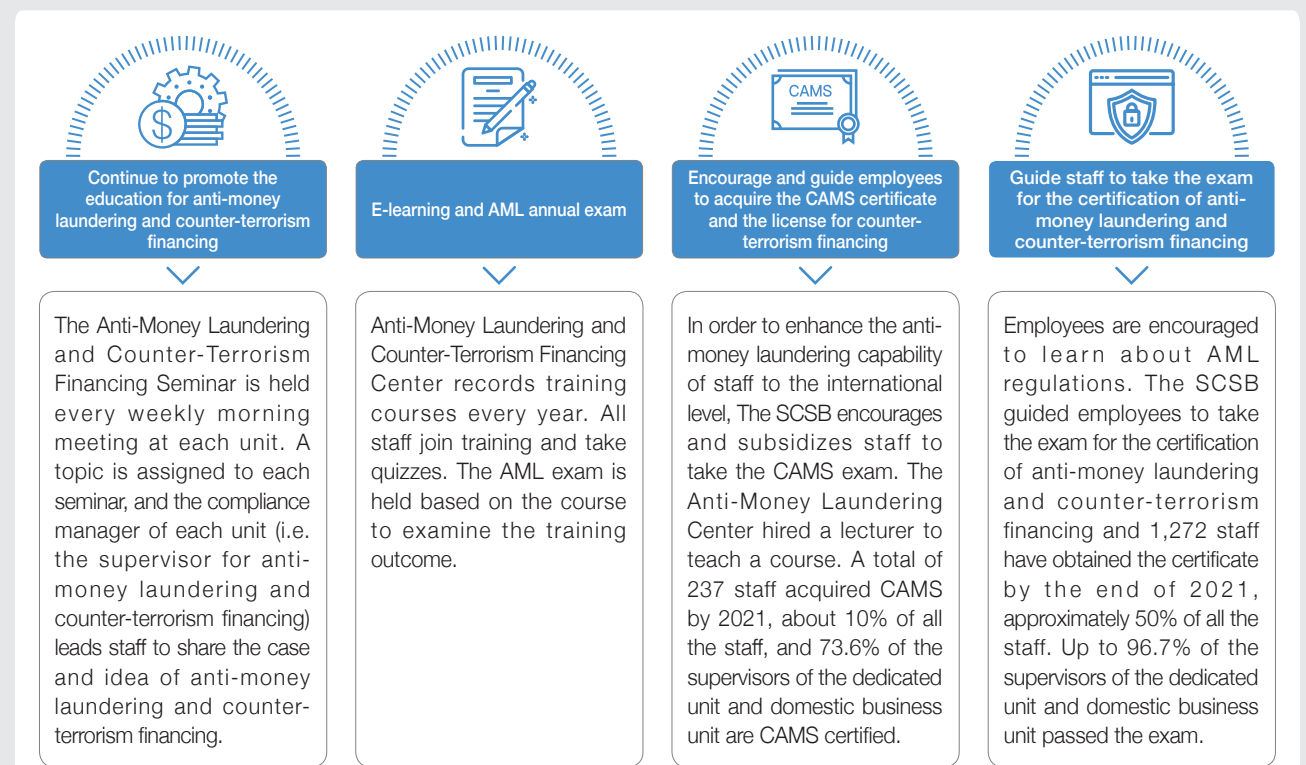 Continue to promote the
education for anti-money
laundering and counter-terrorism
financing
The Anti-Money Laundering
and Counter-Terrorism
Financing Seminar is held
every weekly morning
meeting at each unit. A
topic is assigned to each
seminar, and the compliance
manager of each unit (i.e.
the supervisor for anti-
money laundering and
counter-terrorism financing)
leads staff to share the case
and idea of anti-money
laundering and counter-
terrorism financing.
E-learning and AML annual exam
Anti-Money Laundering and
Counter-Terrorism Financing
Center records training
courses every year. All
staff join training and take
quizzes. The AML exam is
held based on the course
to examine the training
outcome.
CAMS
Encourage and guide employees
to acquire the CAMS certificate
and the license for counter-
terrorism financing
In order to enhance the anti-
money laundering capability
of staff to the international
level, The SCSB encourages
and subsidizes staff to
take the CAMS exam. The
Anti-Money Laundering
Center hired a lecturer to
teach a course. A total of
237 staff acquired CAMS
by 2021, about 10% of all
the staff, and 73.6% of the
supervisors of the dedicated
unit and domestic business
unit are CAMS certified.
Guide staff to take the exam
for the certification of anti-
money laundering and
counter-terrorism financing
Employees are encouraged
to learn about AML
regulations. The SCSB
guided employees to take
the exam for the certification
of anti-money laundering
and counter-terrorism
financing and 1,272 staff
have obtained the certificate
by the end of 2021,
approximately 50% of all the
staff. Up to 96.7% of the
supervisors of the dedicated
unit and domestic business
unit passed the exam.